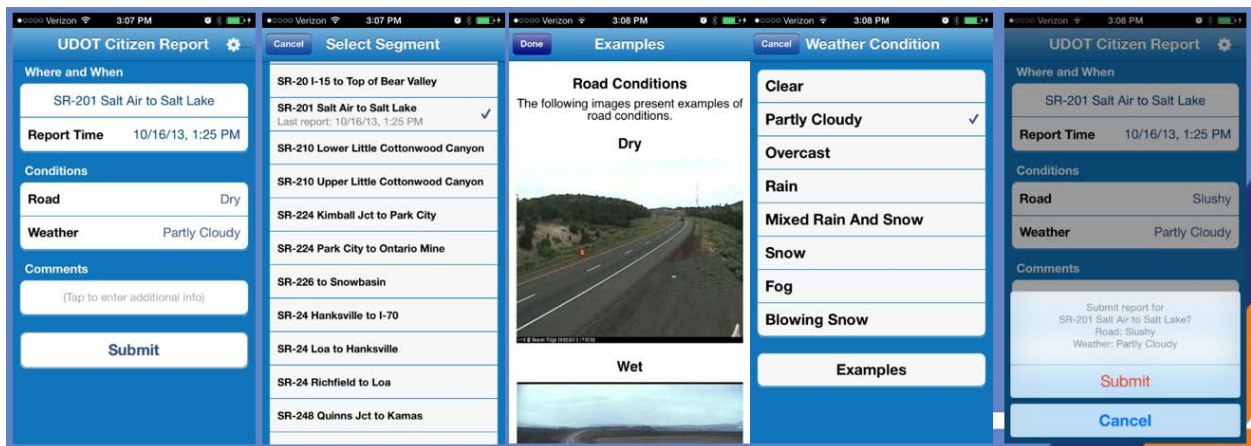 ●oooo Verizon 3:07 PM
UDOT Citizen Report
Where and When
SR-201 Salt Air to Salt Lake
Report Time 10/16/13, 1:25 PM
Conditions
Road Dry
Weather Partly Cloudy
Comments
(Tap to enter additional info)
Submit
●oooo Verizon 3:07 PM
Cancel Select Segment
SR-20 I-15 to Top of Bear Valley
SR-201 Salt Air to Salt Lake
Last report: 10/16/13, 1:25 PM
SR-210 Lower Little Cottonwood Canyon
SR-210 Upper Little Cottonwood Canyon
SR-224 Kimball Jct to Park City
SR-224 Park City to Ontario Mine
SR-226 to Snowbasin
SR-24 Hanksville to I-70
SR-24 Loa to Hanksville
SR-24 Richfield to Loa
SR-248 Quinns Jct to Kamas
●oooo Verizon 3:08 PM
Done Examples
Road Conditions
The following images present examples of
road conditions.
Dry
Wet
●oooo Verizon 3:08 PM
Cancel Weather Condition
Clear
Partly Cloudy
Overcast
Rain
Mixed Rain And Snow
Snow
Fog
Blowing Snow
Examples
●oooo Verizon 3:08 PM
UDOT Citizen Report
Where and When
SR-201 Salt Air to Salt Lake
Report Time 10/16/13, 1:25 PM
Conditions
Road Slushy
Weather Partly Cloudy
Comments
Submit report for
SR-201 Salt Air to Salt Lake?
Road: Slushy
Weather: Partly Cloudy
Submit
Cancel